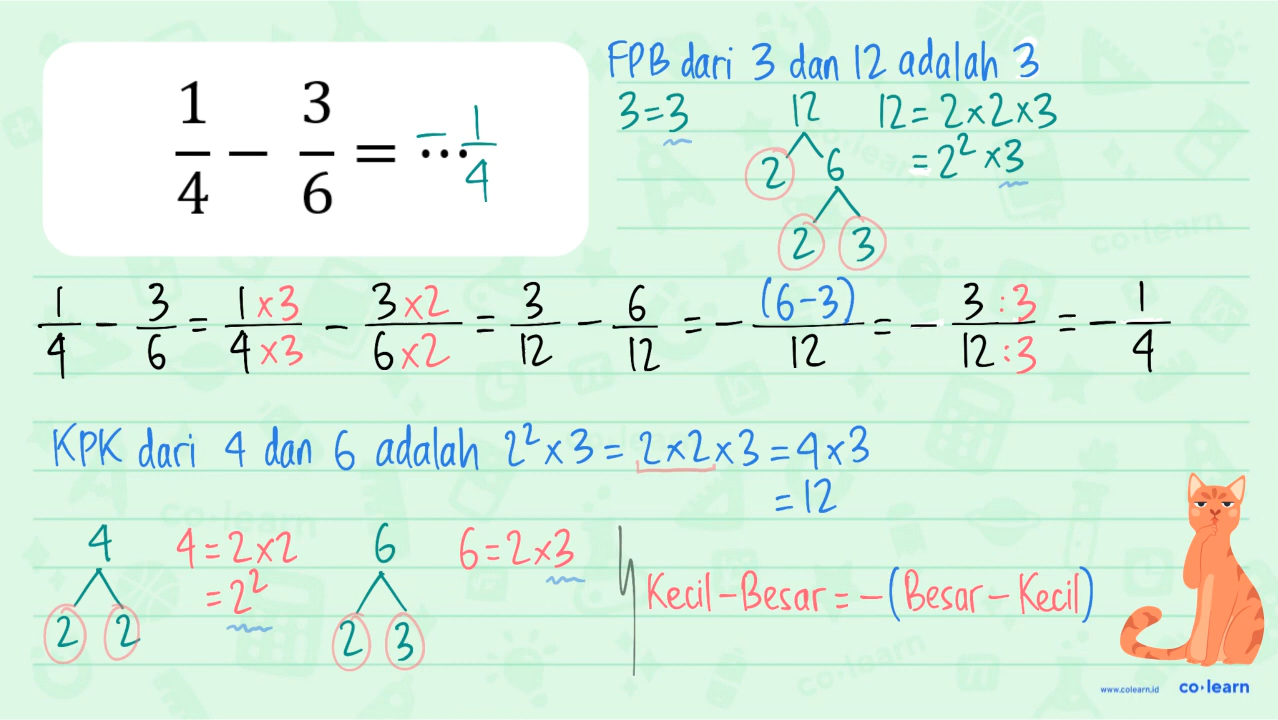 1/4 − 3/6 = ... −1/4
FPB dari 3 dan 12 adalah 3
3 = 3
12
2 6
2 3
12 = 2 × 2 × 3
= 2² × 3
1/4 − 3/6 = (1 × 3)/(4 × 3) − (3 × 2)/(6 × 2) = 3/12 − 6/12 = −(6 − 3)/12 = −(3 : 3)/(12 : 3) = −1/4
KPK dari 4 dan 6 adalah 2² × 3 = 2 × 2 × 3 = 4 × 3
= 12
4
2 2
4 = 2 × 2
= 2²
6
2 3
6 = 2 × 3
Kecil − Besar = − (Besar − Kecil)
www.colearn.id co·learn